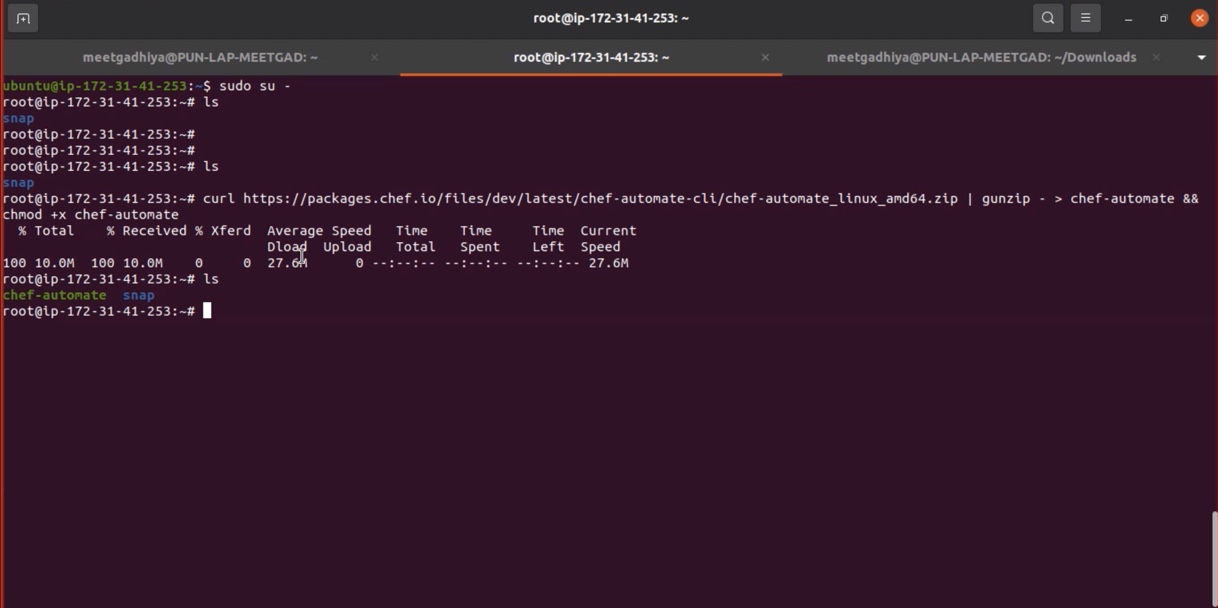 root@ip-172-31-41-253: ~
meetgadhiya@PUN-LAP-MEETGAD: ~
root@ip-172-31-41-253: ~
meetgadhiya@PUN-LAP-MEETGAD: ~/Downloads
ubuntu@ip-172-31-41-253:~$ sudo su -
root@ip-172-31-41-253:~# ls
snap
root@ip-172-31-41-253:~#
root@ip-172-31-41-253:~#
root@ip-172-31-41-253:~# ls
snap
root@ip-172-31-41-253:~# curl https://packages.chef.io/files/dev/latest/chef-automate-cli/chef-automate_linux_amd64.zip | gunzip - > chef-automate &&
chmod +x chef-automate
% Total % Received % Xferd Average Speed Time Time Time Current
Dload Upload Total Spent Left Speed
100 10.0M 100 10.0M 0 0 27.6M 0 --:--:-- --:--:-- --:--:-- 27.6M
root@ip-172-31-41-253:~# ls
chef-automate snap
root@ip-172-31-41-253:~#